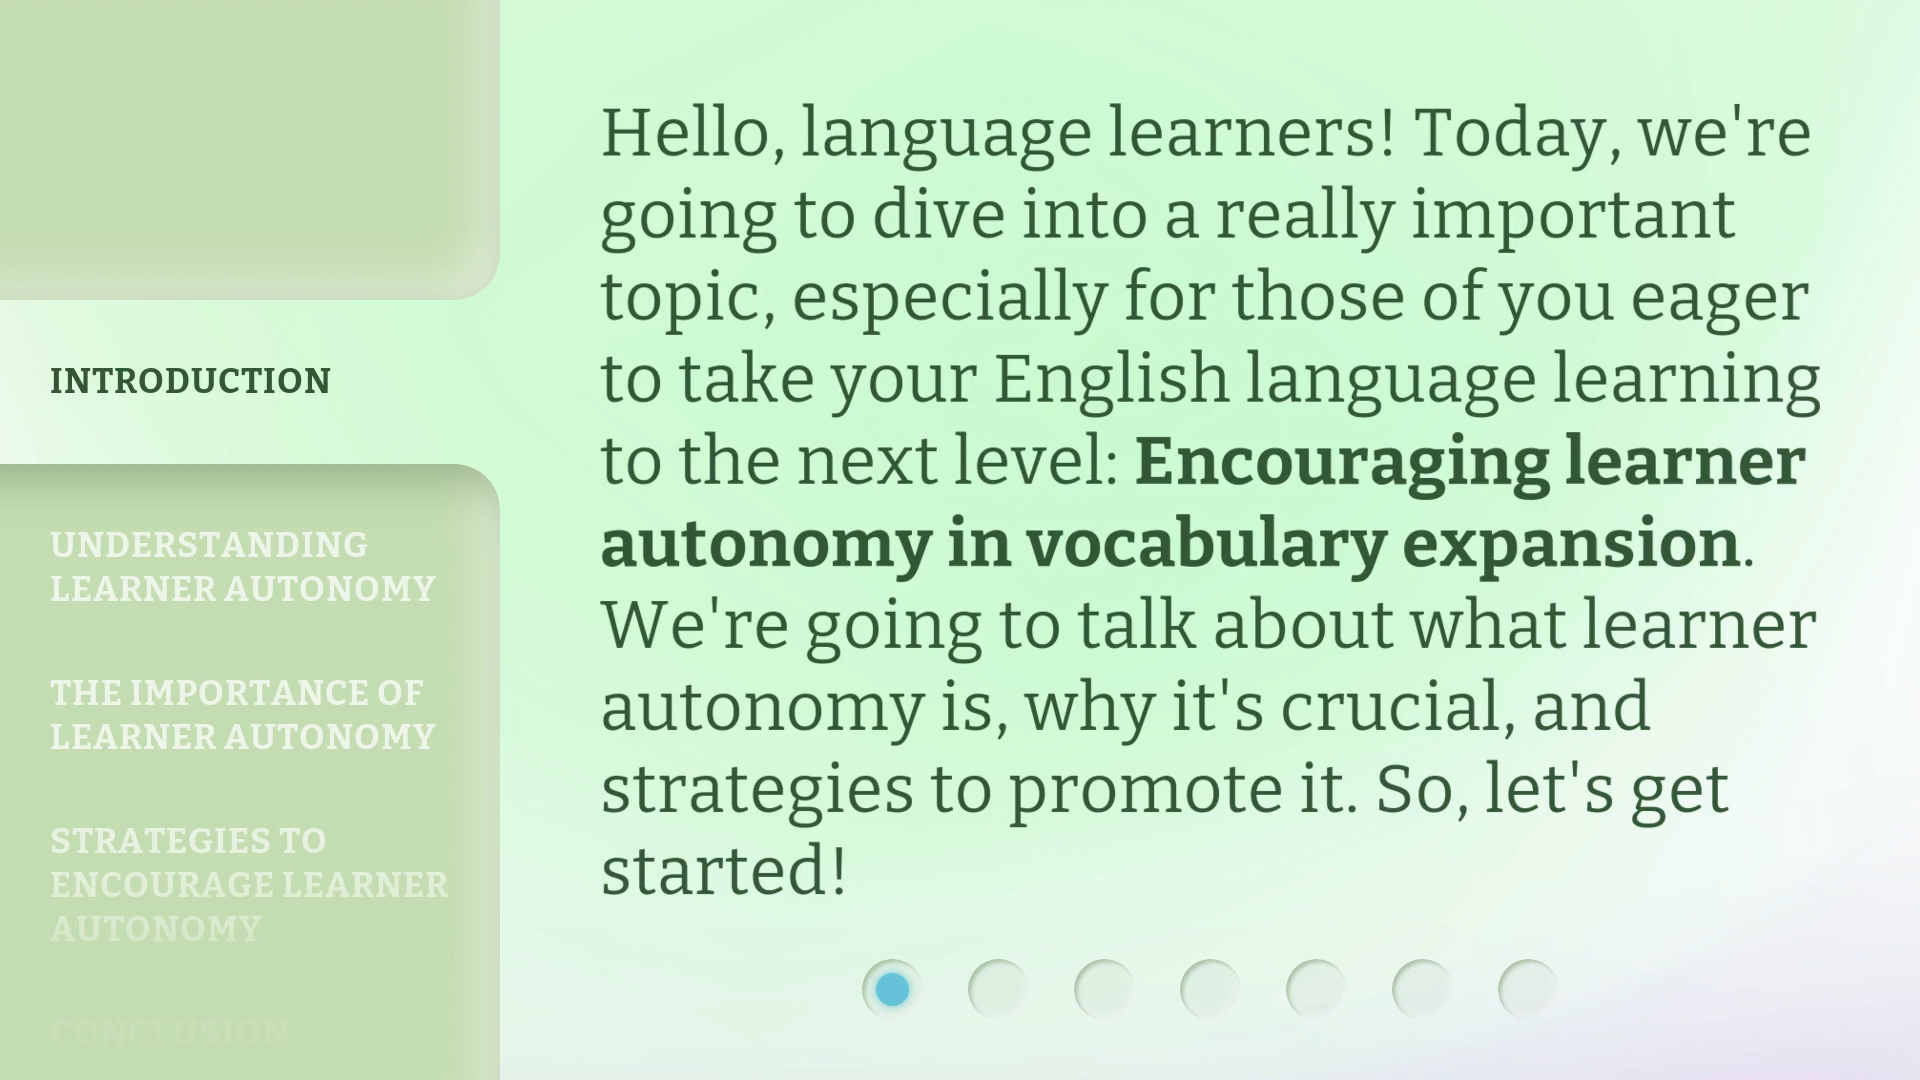 INTRODUCTION
UNDERSTANDING
LEARNER AUTONOMY
THE IMPORTANCE OF
LEARNER AUTONOMY
STRATEGIES TO
ENCOURAGE LEARNER
AUTONOMY
CONCLUSION
Hello, language learners! Today, we're
going to dive into a really important
topic, especially for those of you eager
to take your English language learning
to the next level: Encouraging learner
autonomy in vocabulary expansion.
We're going to talk about what learner
autonomy is, why it's crucial, and
strategies to promote it. So, let's get
started!